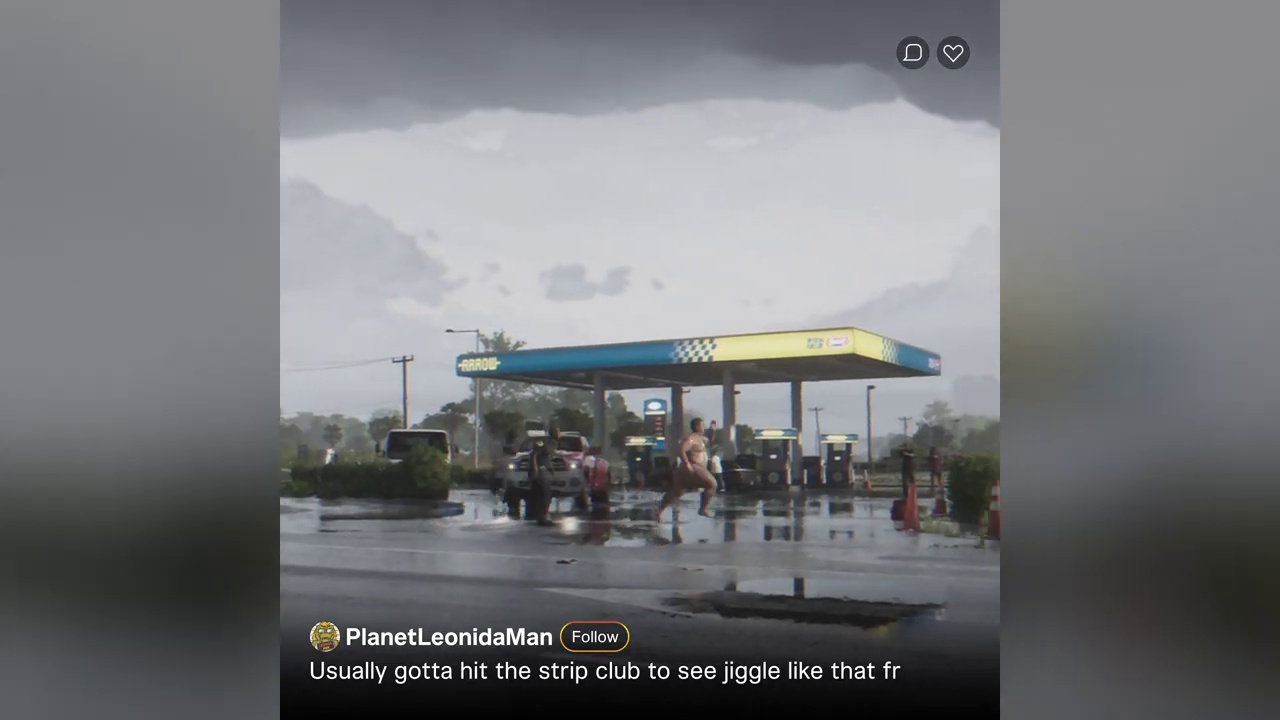 ARROW
PlanetLeonidaMan
Follow
Usually gotta hit the strip club to see jiggle like that fr